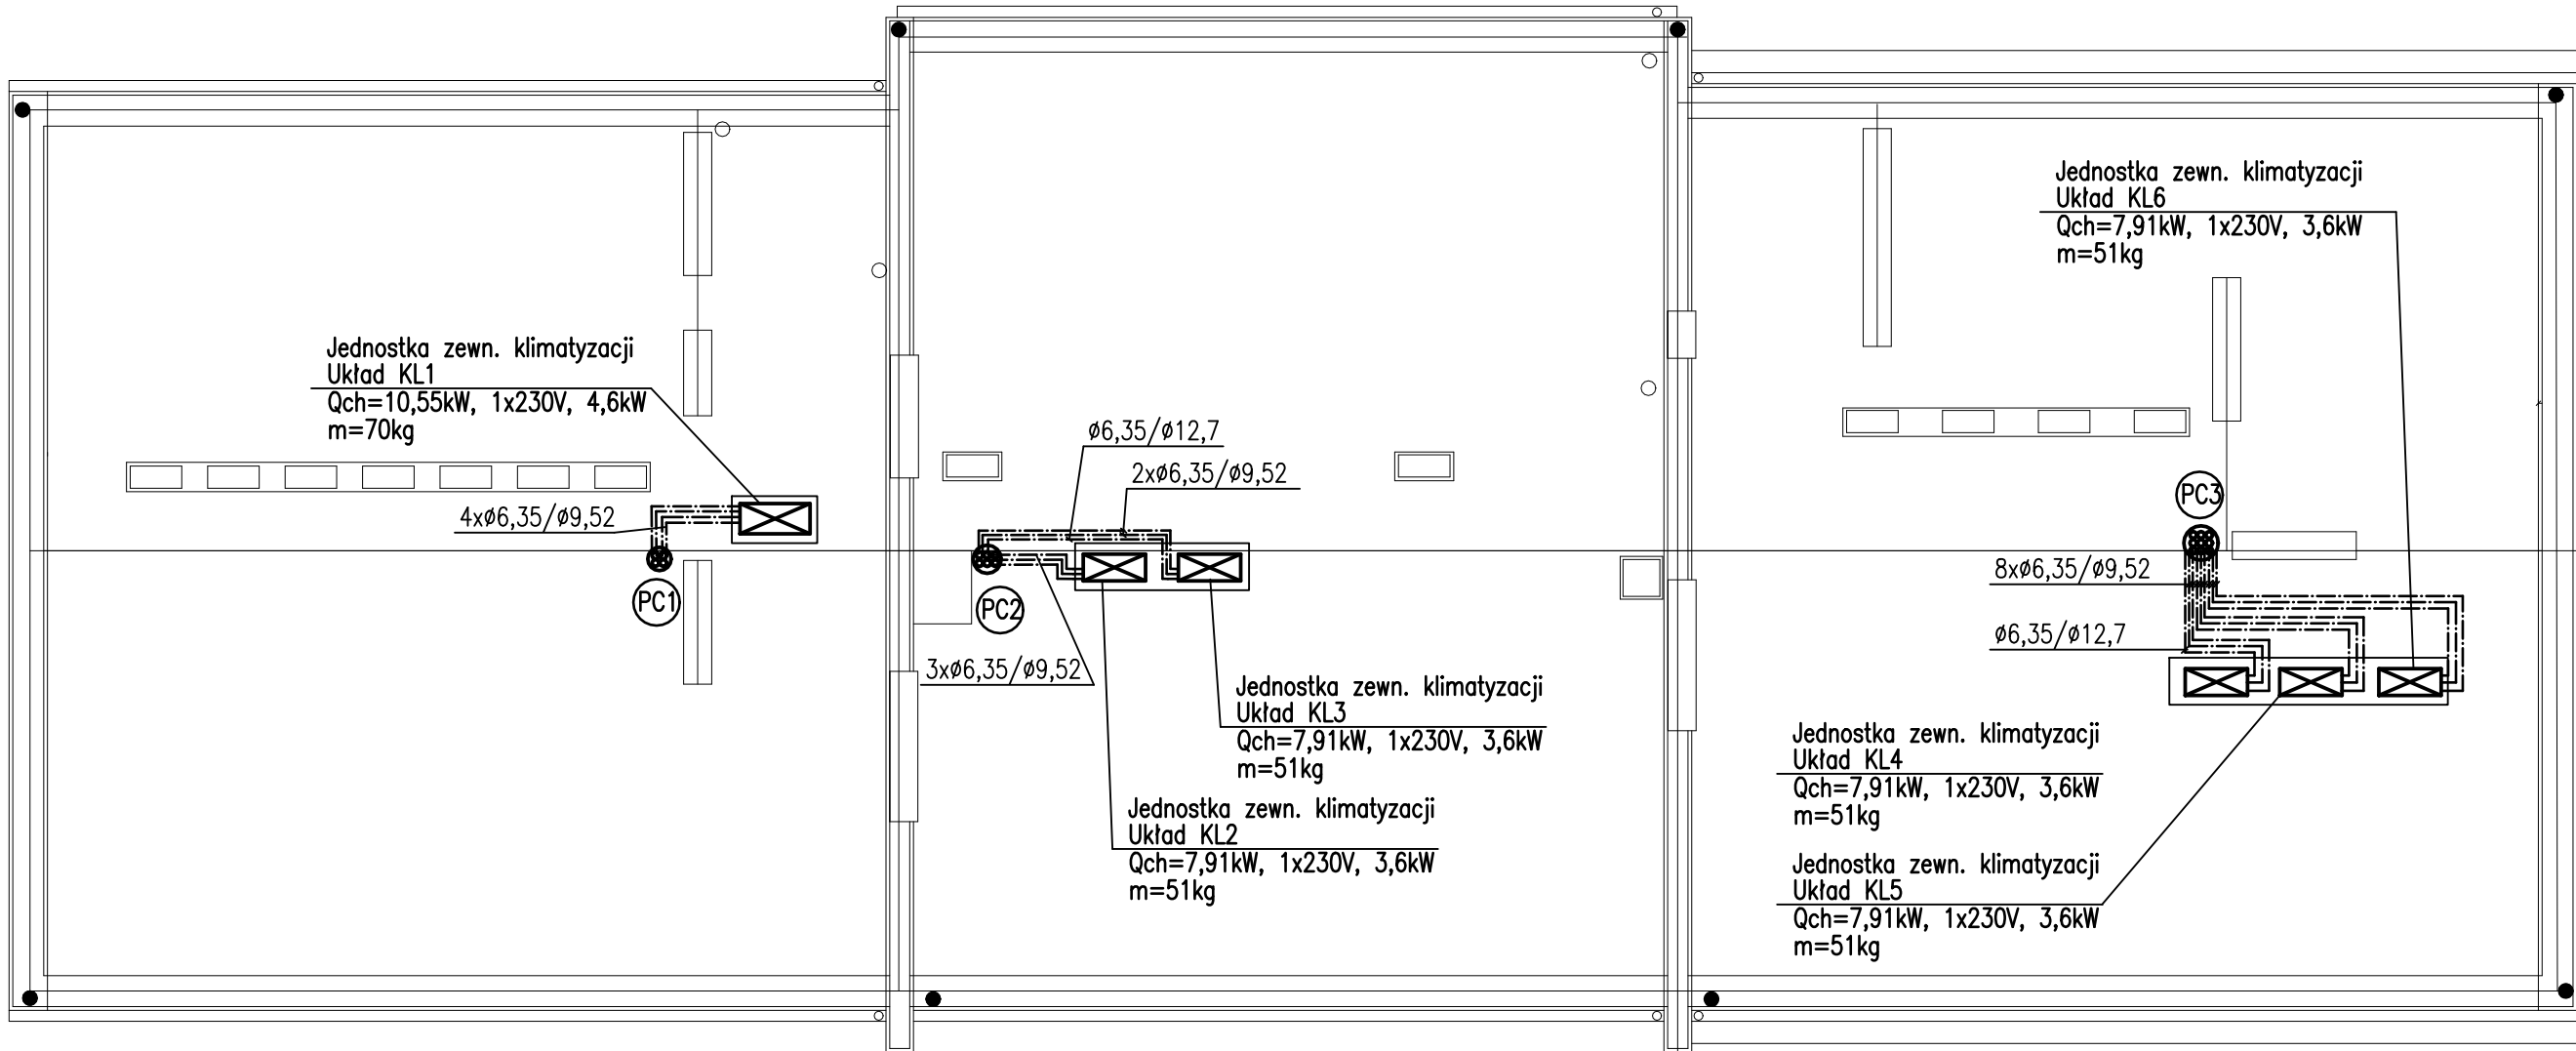 Jednostka zewn. klimatyzacji
Układ KL1
Qch=10,55kW, 1x230V, 4,6kW
m=70kg
4xø6,35/ø9,52
PC1
ø6,35/ø12,7
2xø6,35/ø9,52
PC2
3xø6,35/ø9,52
Jednostka zewn. klimatyzacji
Układ KL3
Qch=7,91kW, 1x230V, 3,6kW
m=51kg
Jednostka zewn. klimatyzacji
Układ KL2
Qch=7,91kW, 1x230V, 3,6kW
m=51kg
Jednostka zewn. klimatyzacji
Układ KL6
Qch=7,91kW, 1x230V, 3,6kW
m=51kg
PC3
8xø6,35/ø9,52
ø6,35/ø12,7
Jednostka zewn. klimatyzacji
Układ KL4
Qch=7,91kW, 1x230V, 3,6kW
m=51kg
Jednostka zewn. klimatyzacji
Układ KL5
Qch=7,91kW, 1x230V, 3,6kW
m=51kg